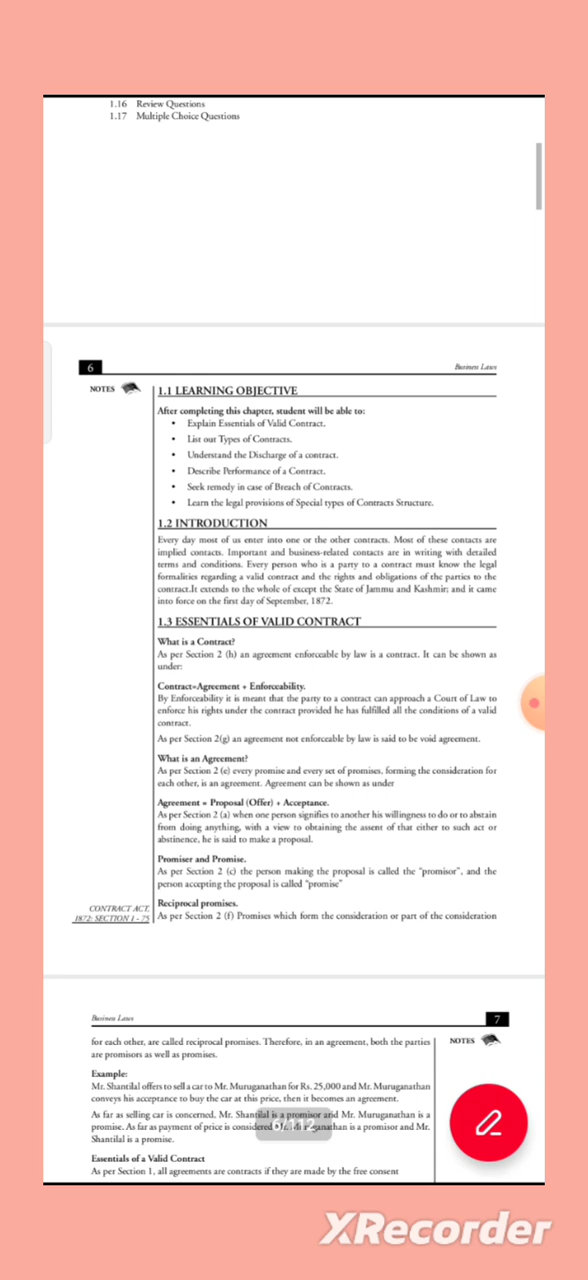 1.16 Review Questions
1.17 Multiple Choice Questions
6
Business Laws
NOTES
1.1 LEARNING OBJECTIVE
After completing this chapter, student will be able to:
• Explain Essentials of Valid Contract.
• List out Types of Contracts.
• Understand the Discharge of a contract.
• Describe Performance of a Contract.
• Seek remedy in case of Breach of Contracts.
• Learn the legal provisions of Special types of Contracts Structure.
1.2 INTRODUCTION
Every day most of us enter into one or the other contracts. Most of these contacts are
implied contacts. Important and business-related contacts are in writing with detailed
terms and conditions. Every person who is a party to a contract must know the legal
formalities regarding a valid contract and the rights and obligations of the parties to the
contract.It extends to the whole of except the State of Jammu and Kashmir; and it came
into force on the first day of September, 1872.
1.3 ESSENTIALS OF VALID CONTRACT
What is a Contract?
As per Section 2 (h) an agreement enforceable by law is a contract. It can be shown as
under:
Contract=Agreement + Enforceability.
By Enforceability it is meant that the party to a contract can approach a Court of Law to
enforce his rights under the contract provided he has fulfilled all the conditions of a valid
contract.
As per Section 2(g) an agreement not enforceable by law is said to be void agreement.
What is an Agreement?
As per Section 2 (e) every promise and every set of promises, forming the consideration for
each other, is an agreement. Agreement can be shown as under
Agreement = Proposal (Offer) + Acceptance.
As per Section 2 (a) when one person signifies to another his willingness to do or to abstain
from doing anything, with a view to obtaining the assent of that either to such act or
abstinence, he is said to make a proposal.
Promiser and Promise.
As per Section 2 (c) the person making the proposal is called the "promisor", and the
person accepting the proposal is called "promise"
Reciprocal promises.
As per Section 2 (f) Promises which form the consideration or part of the consideration
CONTRACT ACT,
1872: SECTION 1 - 75
Business Laws
7
NOTES
for each other, are called reciprocal promises. Therefore, in an agreement, both the parties
are promisors as well as promises.
Example:
Mr. Shantilal offers to sell a car to Mr. Muruganathan for Rs. 25,000 and Mr. Muruganathan
conveys his acceptance to buy the car at this price, then it becomes an agreement.
As far as selling car is concerned, Mr. Shantilal is a promisor and Mr. Muruganathan is a
promise. As far as payment of price is considered Mr. Muruganathan is a promisor and Mr.
Shantilal is a promise.
6/112
Essentials of a Valid Contract
As per Section 1, all agreements are contracts if they are made by the free consent
XRecorder